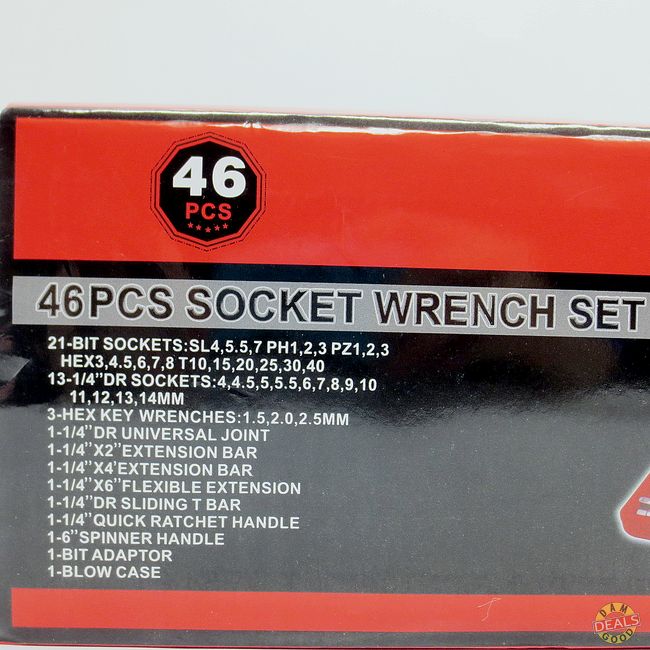 46
PCS
46PCS SOCKET WRENCH SET
21-BIT SOCKETS:SL4,5.5,7 PH1,2,3 PZ1,2,3
HEX3,4.5,6,7,8 T10,15,20,25,30,40
13-1/4"DR SOCKETS:4,4.5,5,5.5,6,7,8,9,10
11,12,13,14MM
3-HEX KEY WRENCHES:1.5,2.0,2.5MM
1-1/4"DR UNIVERSAL JOINT
1-1/4"X2"EXTENSION BAR
1-1/4"X4'EXTENSION BAR
1-1/4"X6"FLEXIBLE EXTENSION
1-1/4"DR SLIDING T BAR
1-1/4"QUICK RATCHET HANDLE
1-6"SPINNER HANDLE
1-BIT ADAPTOR
1-BLOW CASE
DAM
DEALS
GOOD